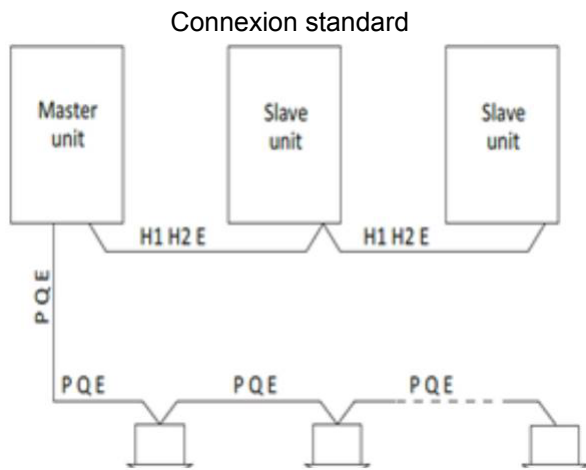 Connexion standard
Master
unit
Slave
unit
Slave
unit
H1 H2 E
H1 H2 E
P Q E
P Q E
P Q E
P Q E